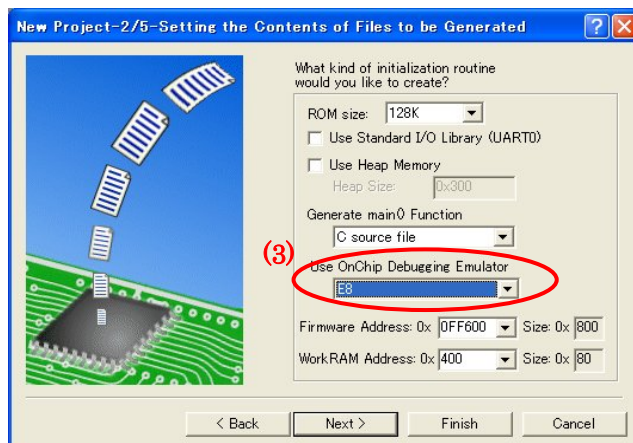 New Project-2/5-Setting the Contents of Files to be Generated
What kind of initialization routine
would you like to create?
ROM size: 128K
Use Standard I/O Library (UART0)
Use Heap Memory
Heap Size: 0x300
Generate main() Function
C source file
(3)
Use OnChip Debugging Emulator
E8
Firmware Address: 0x 0FF600 Size: 0x 800
WorkRAM Address: 0x 400 Size: 0x 80
< Back Next > Finish Cancel